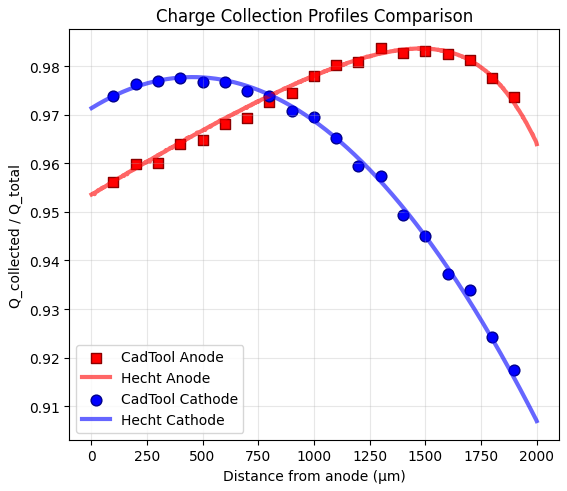 Charge Collection Profiles Comparison
Q_collected / Q_total
0.98
0.97
0.96
0.95
0.94
0.93
0.92
0.91
CadTool Anode
Hecht Anode
CadTool Cathode
Hecht Cathode
0 250 500 750 1000 1250 1500 1750 2000
Distance from anode (μm)